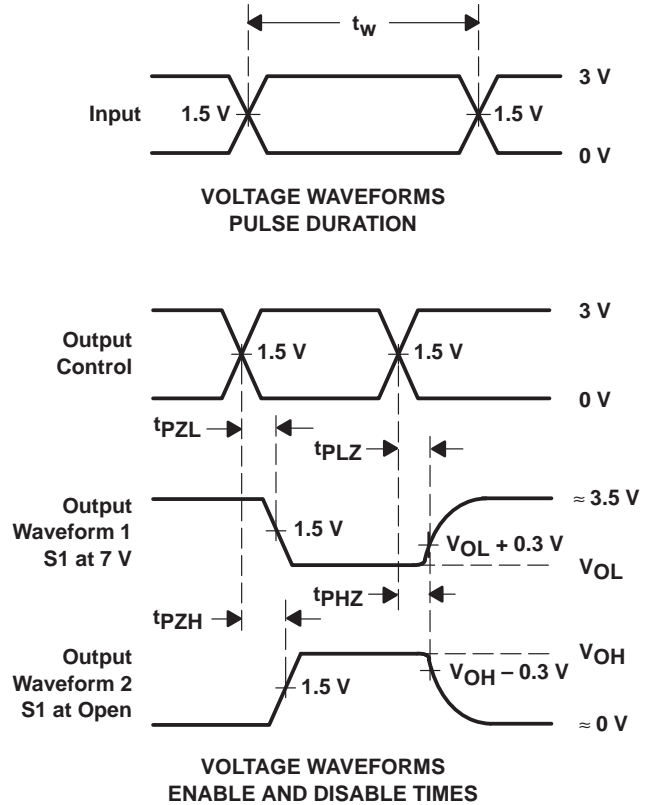 tw
3 V
Input
1.5 V
1.5 V
0 V
VOLTAGE WAVEFORMS
PULSE DURATION
3 V
Output
Control
1.5 V
1.5 V
0 V
tPZL
tPLZ
Output
Waveform 1
S1 at 7 V
1.5 V
≈ 3.5 V
VOL + 0.3 V
VOL
tPHZ
tPZH
Output
Waveform 2
S1 at Open
1.5 V
VOH
VOH – 0.3 V
≈ 0 V
VOLTAGE WAVEFORMS
ENABLE AND DISABLE TIMES